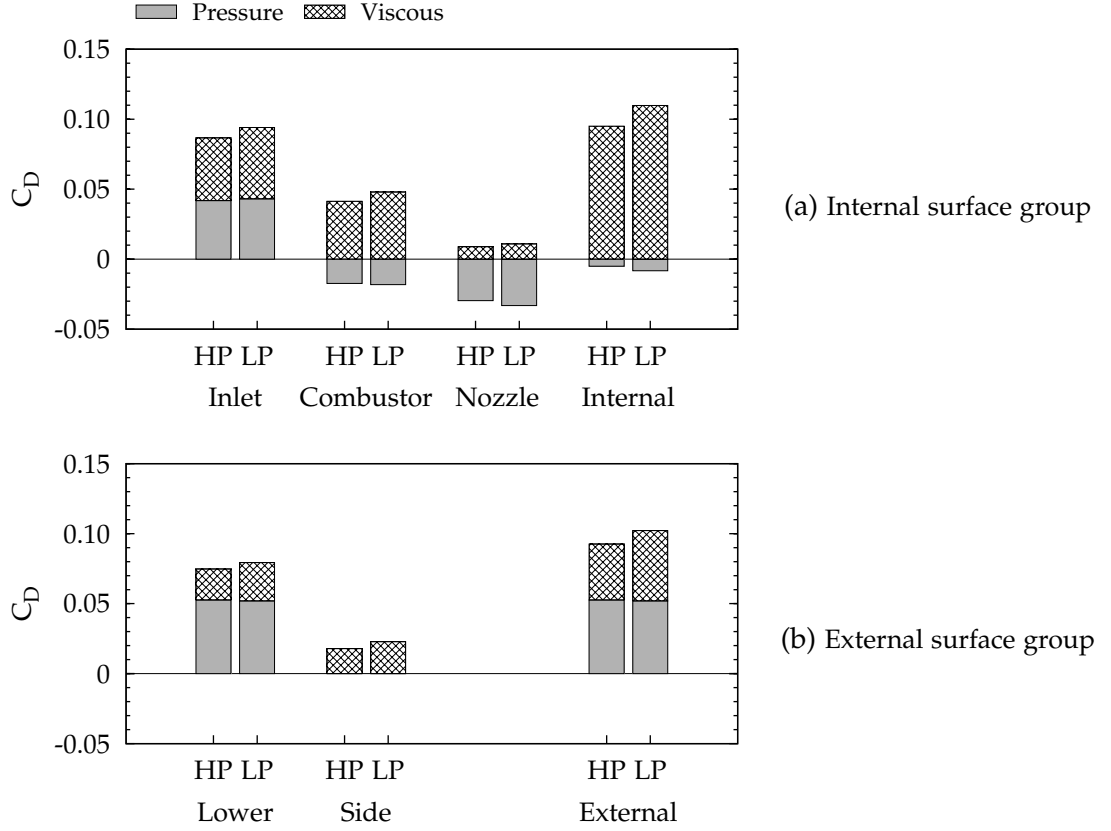 Pressure Viscous
0.15
0.10
0.05
0
-0.05
C_D
HP LP HP LP HP LP HP LP
Inlet Combustor Nozzle Internal
(a) Internal surface group
0.15
0.10
0.05
0
-0.05
C_D
HP LP HP LP HP LP
Lower Side External
(b) External surface group